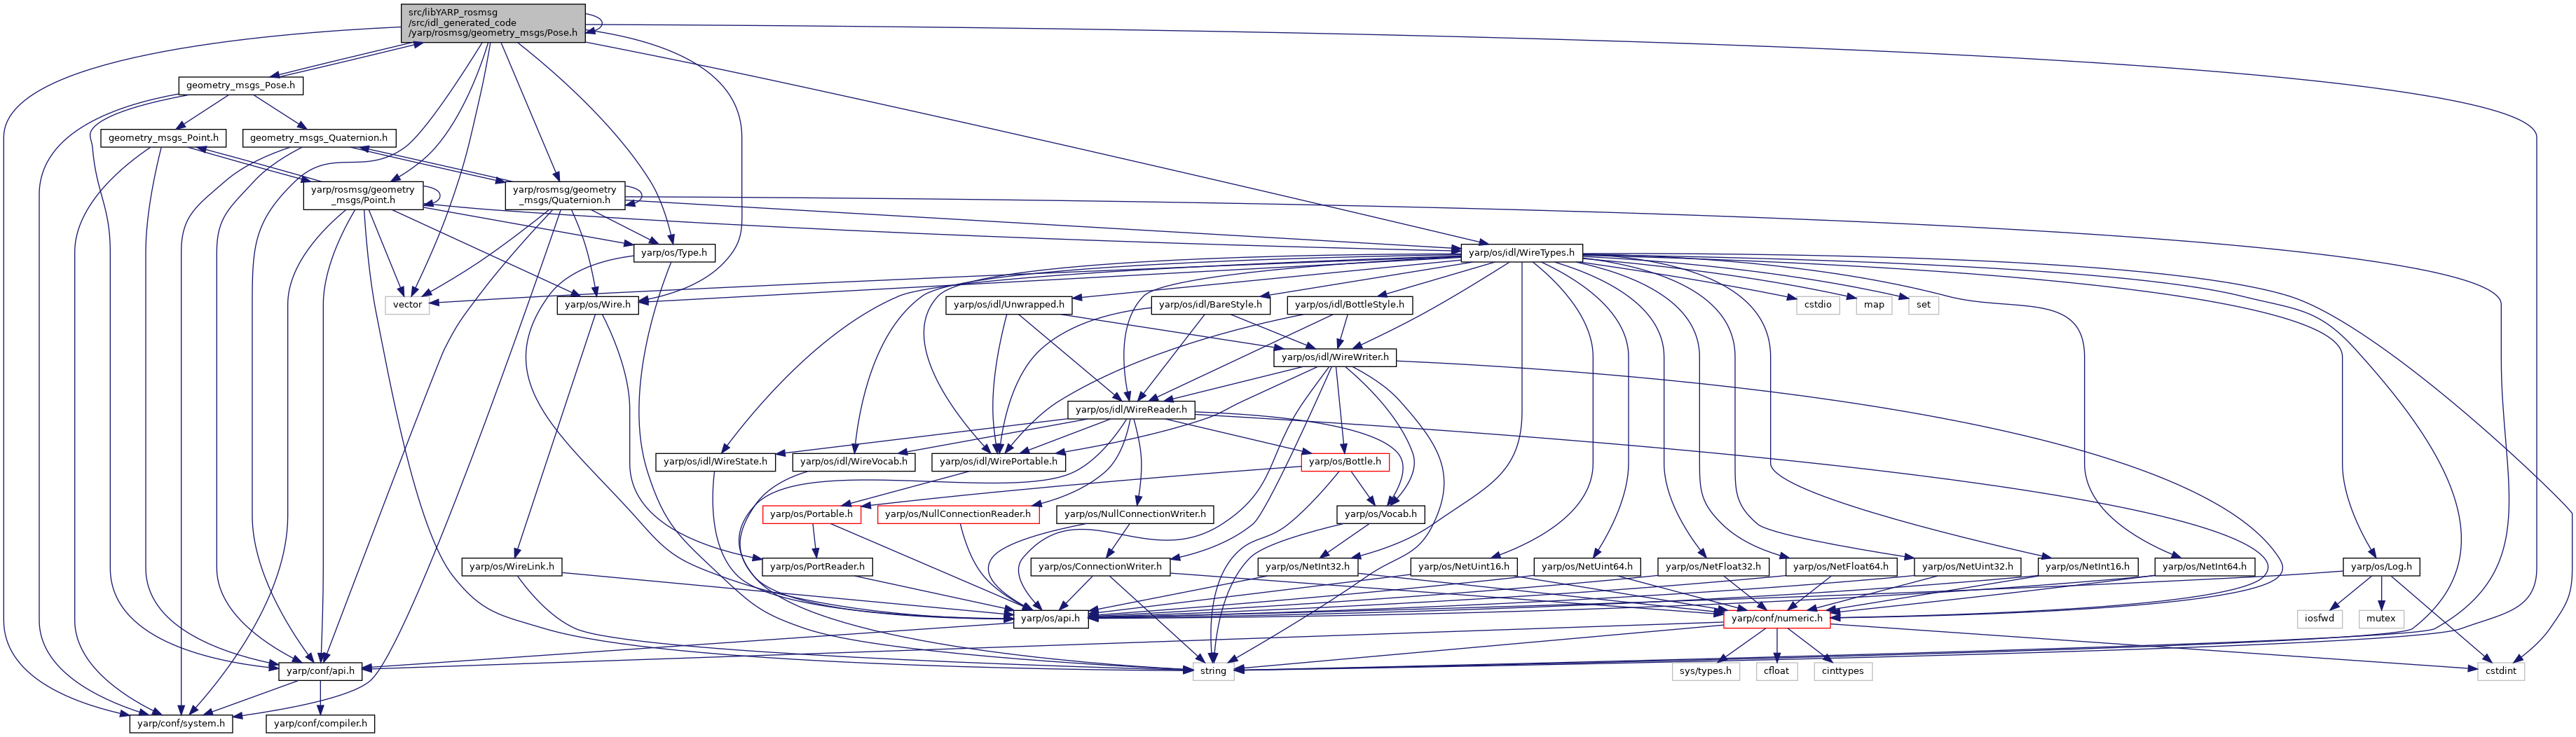 src/libYARP_rosmsg
/src/idl_generated_code
/yarp/rosmsg/geometry_msgs/Pose.h
geometry_msgs_Pose.h
geometry_msgs_Point.h
geometry_msgs_Quaternion.h
yarp/rosmsg/geometry
_msgs/Point.h
yarp/rosmsg/geometry
_msgs/Quaternion.h
yarp/os/Type.h
yarp/os/idl/WireTypes.h
vector
yarp/os/Wire.h
yarp/os/idl/Unwrapped.h
yarp/os/idl/BareStyle.h
yarp/os/idl/BottleStyle.h
cstdio
map
set
yarp/os/idl/WireWriter.h
yarp/os/idl/WireReader.h
yarp/os/idl/WireState.h
yarp/os/idl/WireVocab.h
yarp/os/idl/WirePortable.h
yarp/os/Bottle.h
yarp/os/Portable.h
yarp/os/NullConnectionReader.h
yarp/os/NullConnectionWriter.h
yarp/os/Vocab.h
yarp/os/WireLink.h
yarp/os/PortReader.h
yarp/os/ConnectionWriter.h
yarp/os/NetInt32.h
yarp/os/NetUint16.h
yarp/os/NetUint64.h
yarp/os/NetFloat32.h
yarp/os/NetFloat64.h
yarp/os/NetUint32.h
yarp/os/NetInt16.h
yarp/os/NetInt64.h
yarp/os/Log.h
yarp/os/api.h
yarp/conf/numeric.h
iosfwd
mutex
yarp/conf/api.h
string
sys/types.h
cfloat
cinttypes
cstdint
yarp/conf/system.h
yarp/conf/compiler.h